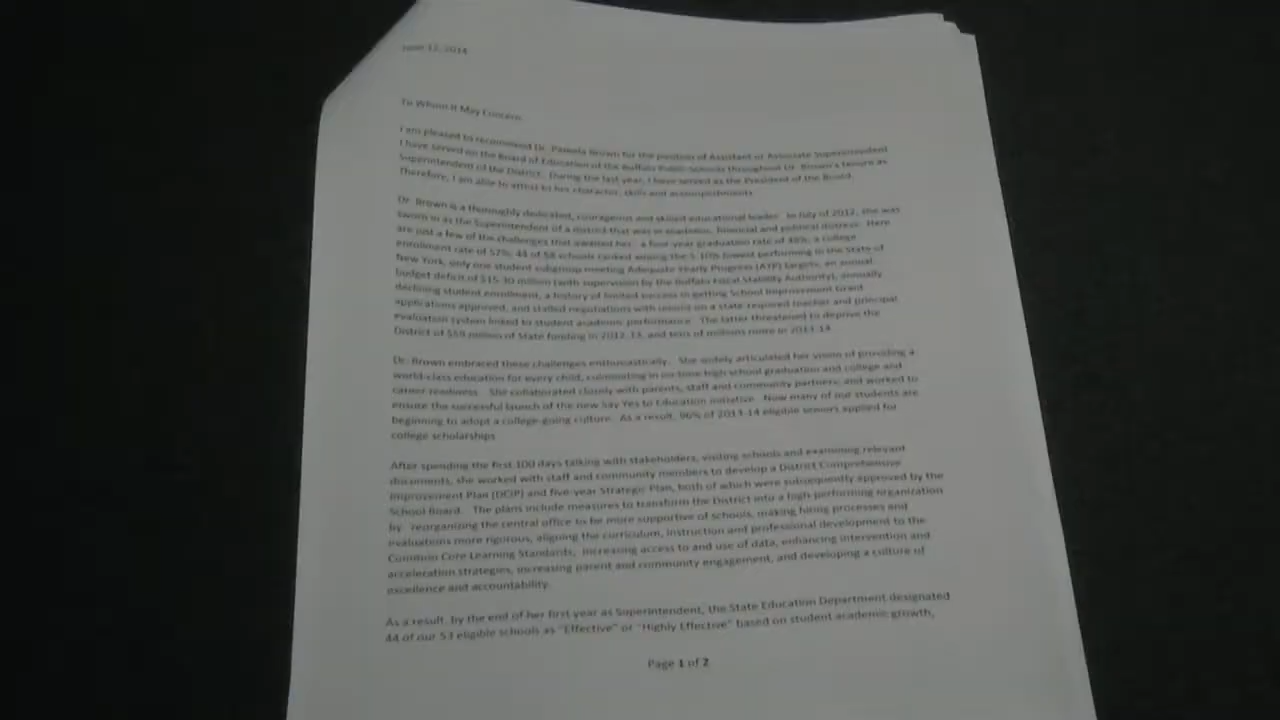 June 12, 2014
To Whom It May Concern:
I am pleased to recommend Dr. Pamela Brown for the position of Assistant or Associate Superintendent.
I have served on the Board of Education of the Buffalo Public Schools throughout Dr. Brown's tenure as
Superintendent of the District. During the last year, I have served as the President of the Board.
Therefore, I am able to attest to her character, skills and accomplishments.
Dr. Brown is a thoroughly dedicated, courageous and skilled educational leader. In July of 2012, she was
sworn in as the Superintendent of a district that was in academic, financial and political distress. Here
are just a few of the challenges that awaited her: a four-year graduation rate of 48%, a college
enrollment rate of 57%, 44 of 58 schools ranked among the 5-10% lowest performing in the State of
New York, only one student subgroup meeting Adequate Yearly Progress (AYP) targets, an annual
budget deficit of $15-30 million (with supervision by the Buffalo Fiscal Stability Authority), annually
declining student enrollment, a history of limited success in getting School Improvement Grant
applications approved, and stalled negotiations with unions on a state-required teacher and principal
evaluation system linked to student academic performance. The latter threatened to deprive the
District of $59 million of State funding in 2012-13, and tens of millions more in 2013-14.
Dr. Brown embraced these challenges enthusiastically. She widely articulated her vision of providing a
world-class education for every child, culminating in on-time high school graduation and college and
career readiness. She collaborated closely with parents, staff and community partners, and worked to
ensure the successful launch of the new Say Yes to Education initiative. Now many of our students are
beginning to adopt a college-going culture. As a result, 96% of 2013-14 eligible seniors applied for
college scholarships.
After spending the first 100 days talking with stakeholders, visiting schools and examining relevant
documents, she worked with staff and community members to develop a District Comprehensive
Improvement Plan (DCIP) and five-year Strategic Plan, both of which were subsequently approved by the
School Board. The plans include measures to transform the District into a high-performing organization
by: reorganizing the central office to be more supportive of schools, making hiring processes and
evaluations more rigorous, aligning the curriculum, instruction and professional development to the
Common Core Learning Standards, increasing access to and use of data, enhancing intervention and
acceleration strategies, increasing parent and community engagement, and developing a culture of
excellence and accountability.
As a result, by the end of her first year as Superintendent, the State Education Department designated
44 of our 53 eligible schools as "Effective" or "Highly Effective" based on student academic growth,
Page 1 of 2